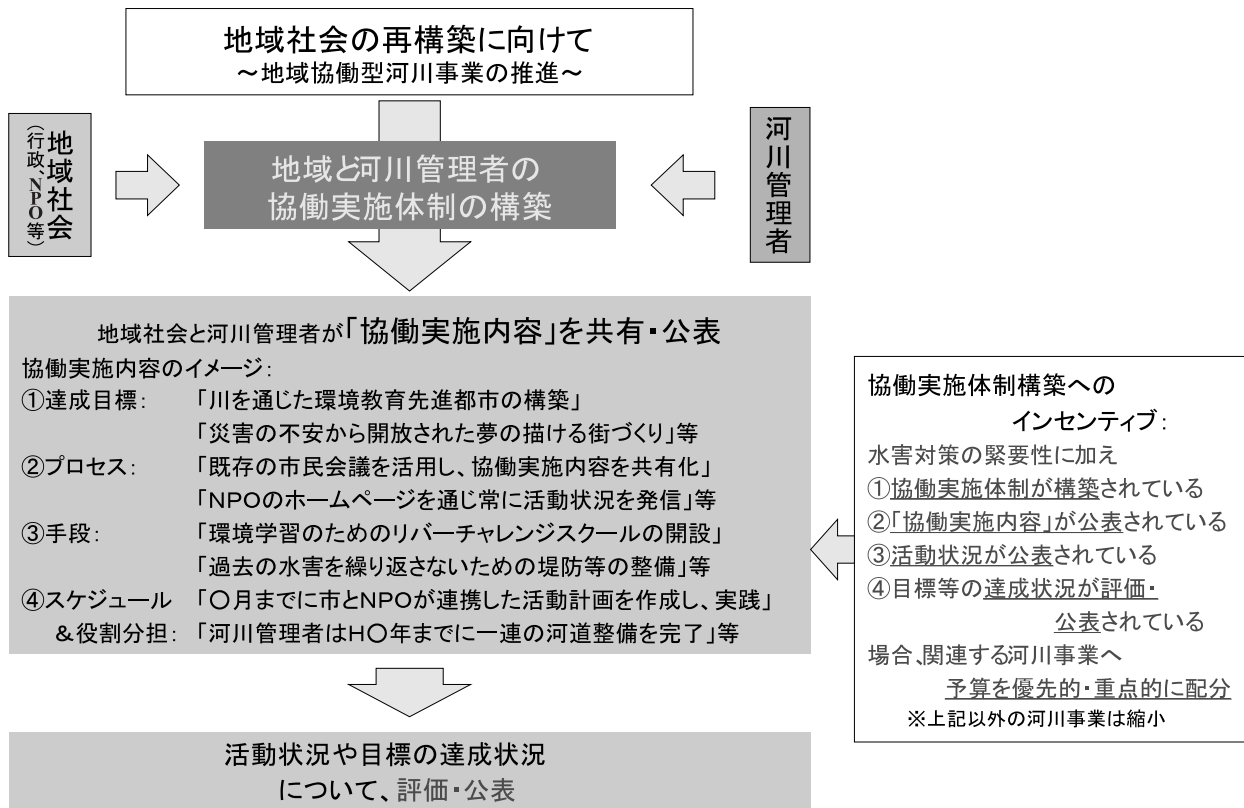 地域社会の再構築に向けて
～地域協働型河川事業の推進～
地域社会
（行政、NPO等）
地域と河川管理者の
協働実施体制の構築
河川管理者
地域社会と河川管理者が「協働実施内容」を共有・公表
協働実施内容のイメージ：
①達成目標： 「川を通じた環境教育先進都市の構築」
「災害の不安から開放された夢の描ける街づくり」等
②プロセス： 「既存の市民会議を活用し、協働実施内容を共有化」
「NPOのホームページを通じ常に活動状況を発信」等
③手段： 「環境学習のためのリバーチャレンジスクールの開設」
「過去の水害を繰り返さないための堤防等の整備」等
④スケジュール 「〇月までに市とNPOが連携した活動計画を作成し、実践」
＆役割分担： 「河川管理者はH〇年までに一連の河道整備を完了」等
協働実施体制構築への
インセンティブ：
水害対策の緊要性に加え
①協働実施体制が構築されている
②「協働実施内容」が公表されている
③活動状況が公表されている
④目標等の達成状況が評価・
公表されている
場合、関連する河川事業へ
予算を優先的・重点的に配分
※上記以外の河川事業は縮小
活動状況や目標の達成状況
について、評価・公表